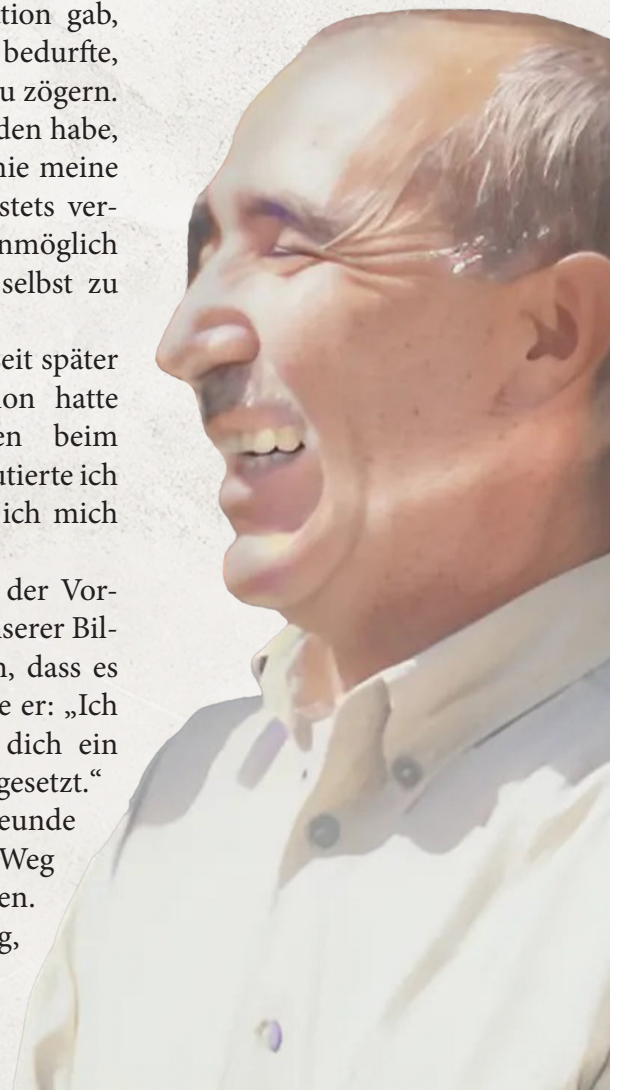 tion gab,
bedurfte,
u zögern.
den habe,
nie meine
stets ver-
nmöglich
selbst zu
eit später
on hatte
en beim
utierte ich
ich mich
der Vor-
serer Bil-
n, dass es
e er: „Ich
dich ein
gesetzt.“
eunde
Weg
en.
g,